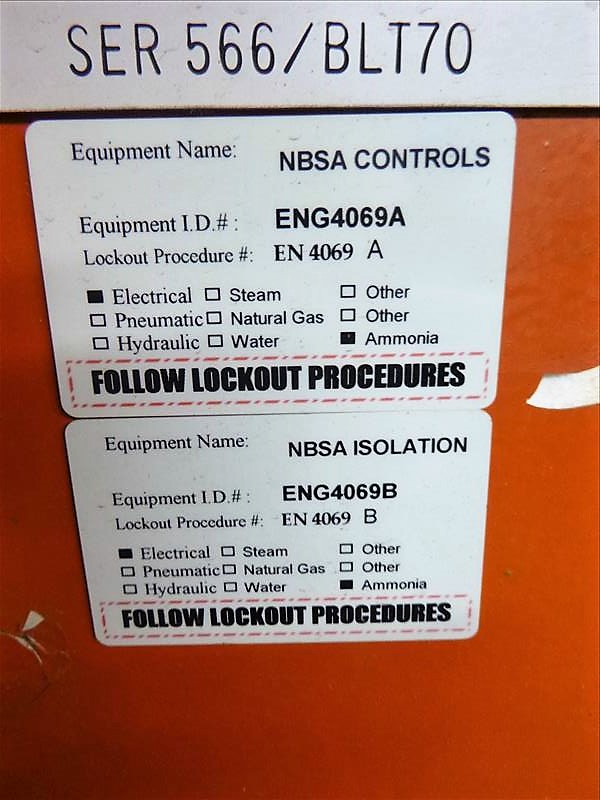 SER 566/BLT70
Equipment Name: NBSA CONTROLS
Equipment I.D.# : ENG4069A
Lockout Procedure #: EN 4069 A
■ Electrical □ Steam □ Other
□ Pneumatic □ Natural Gas □ Other
□ Hydraulic □ Water ■ Ammonia
FOLLOW LOCKOUT PROCEDURES
Equipment Name: NBSA ISOLATION
Equipment I.D.# : ENG4069B
Lockout Procedure #: EN 4069 B
■ Electrical □ Steam □ Other
□ Pneumatic □ Natural Gas □ Other
□ Hydraulic □ Water ■ Ammonia
FOLLOW LOCKOUT PROCEDURES